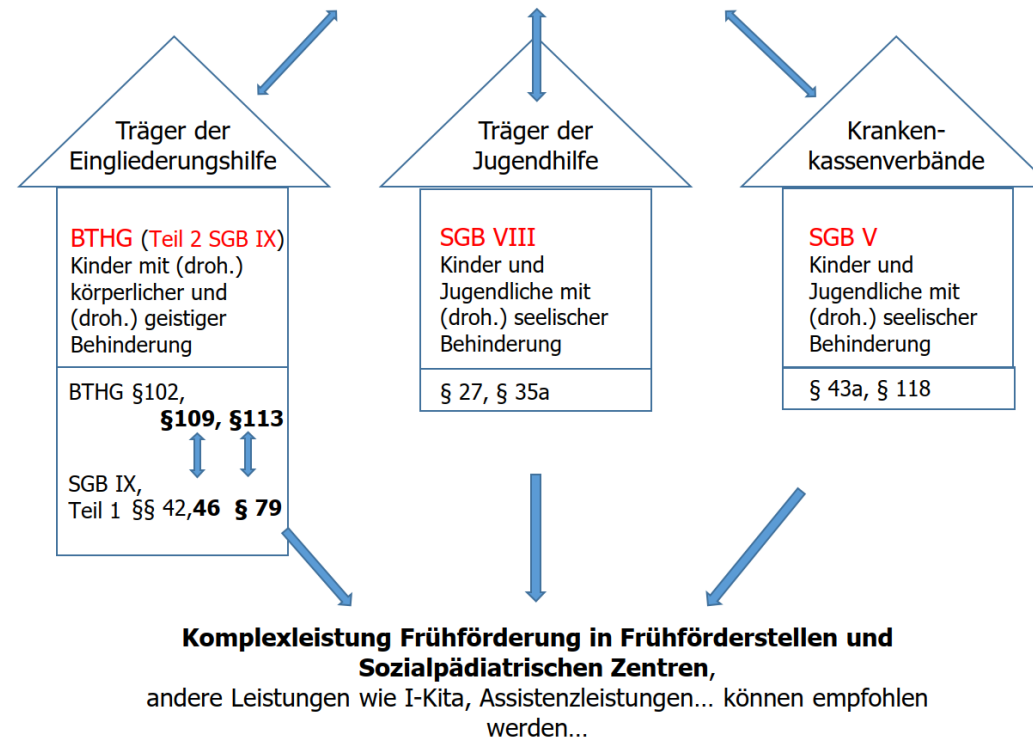 Träger der
Eingliederungshilfe
BTHG (Teil 2 SGB IX)
Kinder mit (droh.)
körperlicher und
(droh.) geistiger
Behinderung
BTHG §102,
§109, §113
SGB IX,
Teil 1 §§ 42,46 § 79
Träger der
Jugendhilfe
SGB VIII
Kinder und
Jugendliche mit
(droh.) seelischer
Behinderung
§ 27, § 35a
Kranken-
kassenverbände
SGB V
Kinder und
Jugendliche mit
(droh.) seelischer
Behinderung
§ 43a, § 118
Komplexleistung Frühförderung in Frühförderstellen und
Sozialpädiatrischen Zentren,
andere Leistungen wie I-Kita, Assistenzleistungen... können empfohlen
werden...